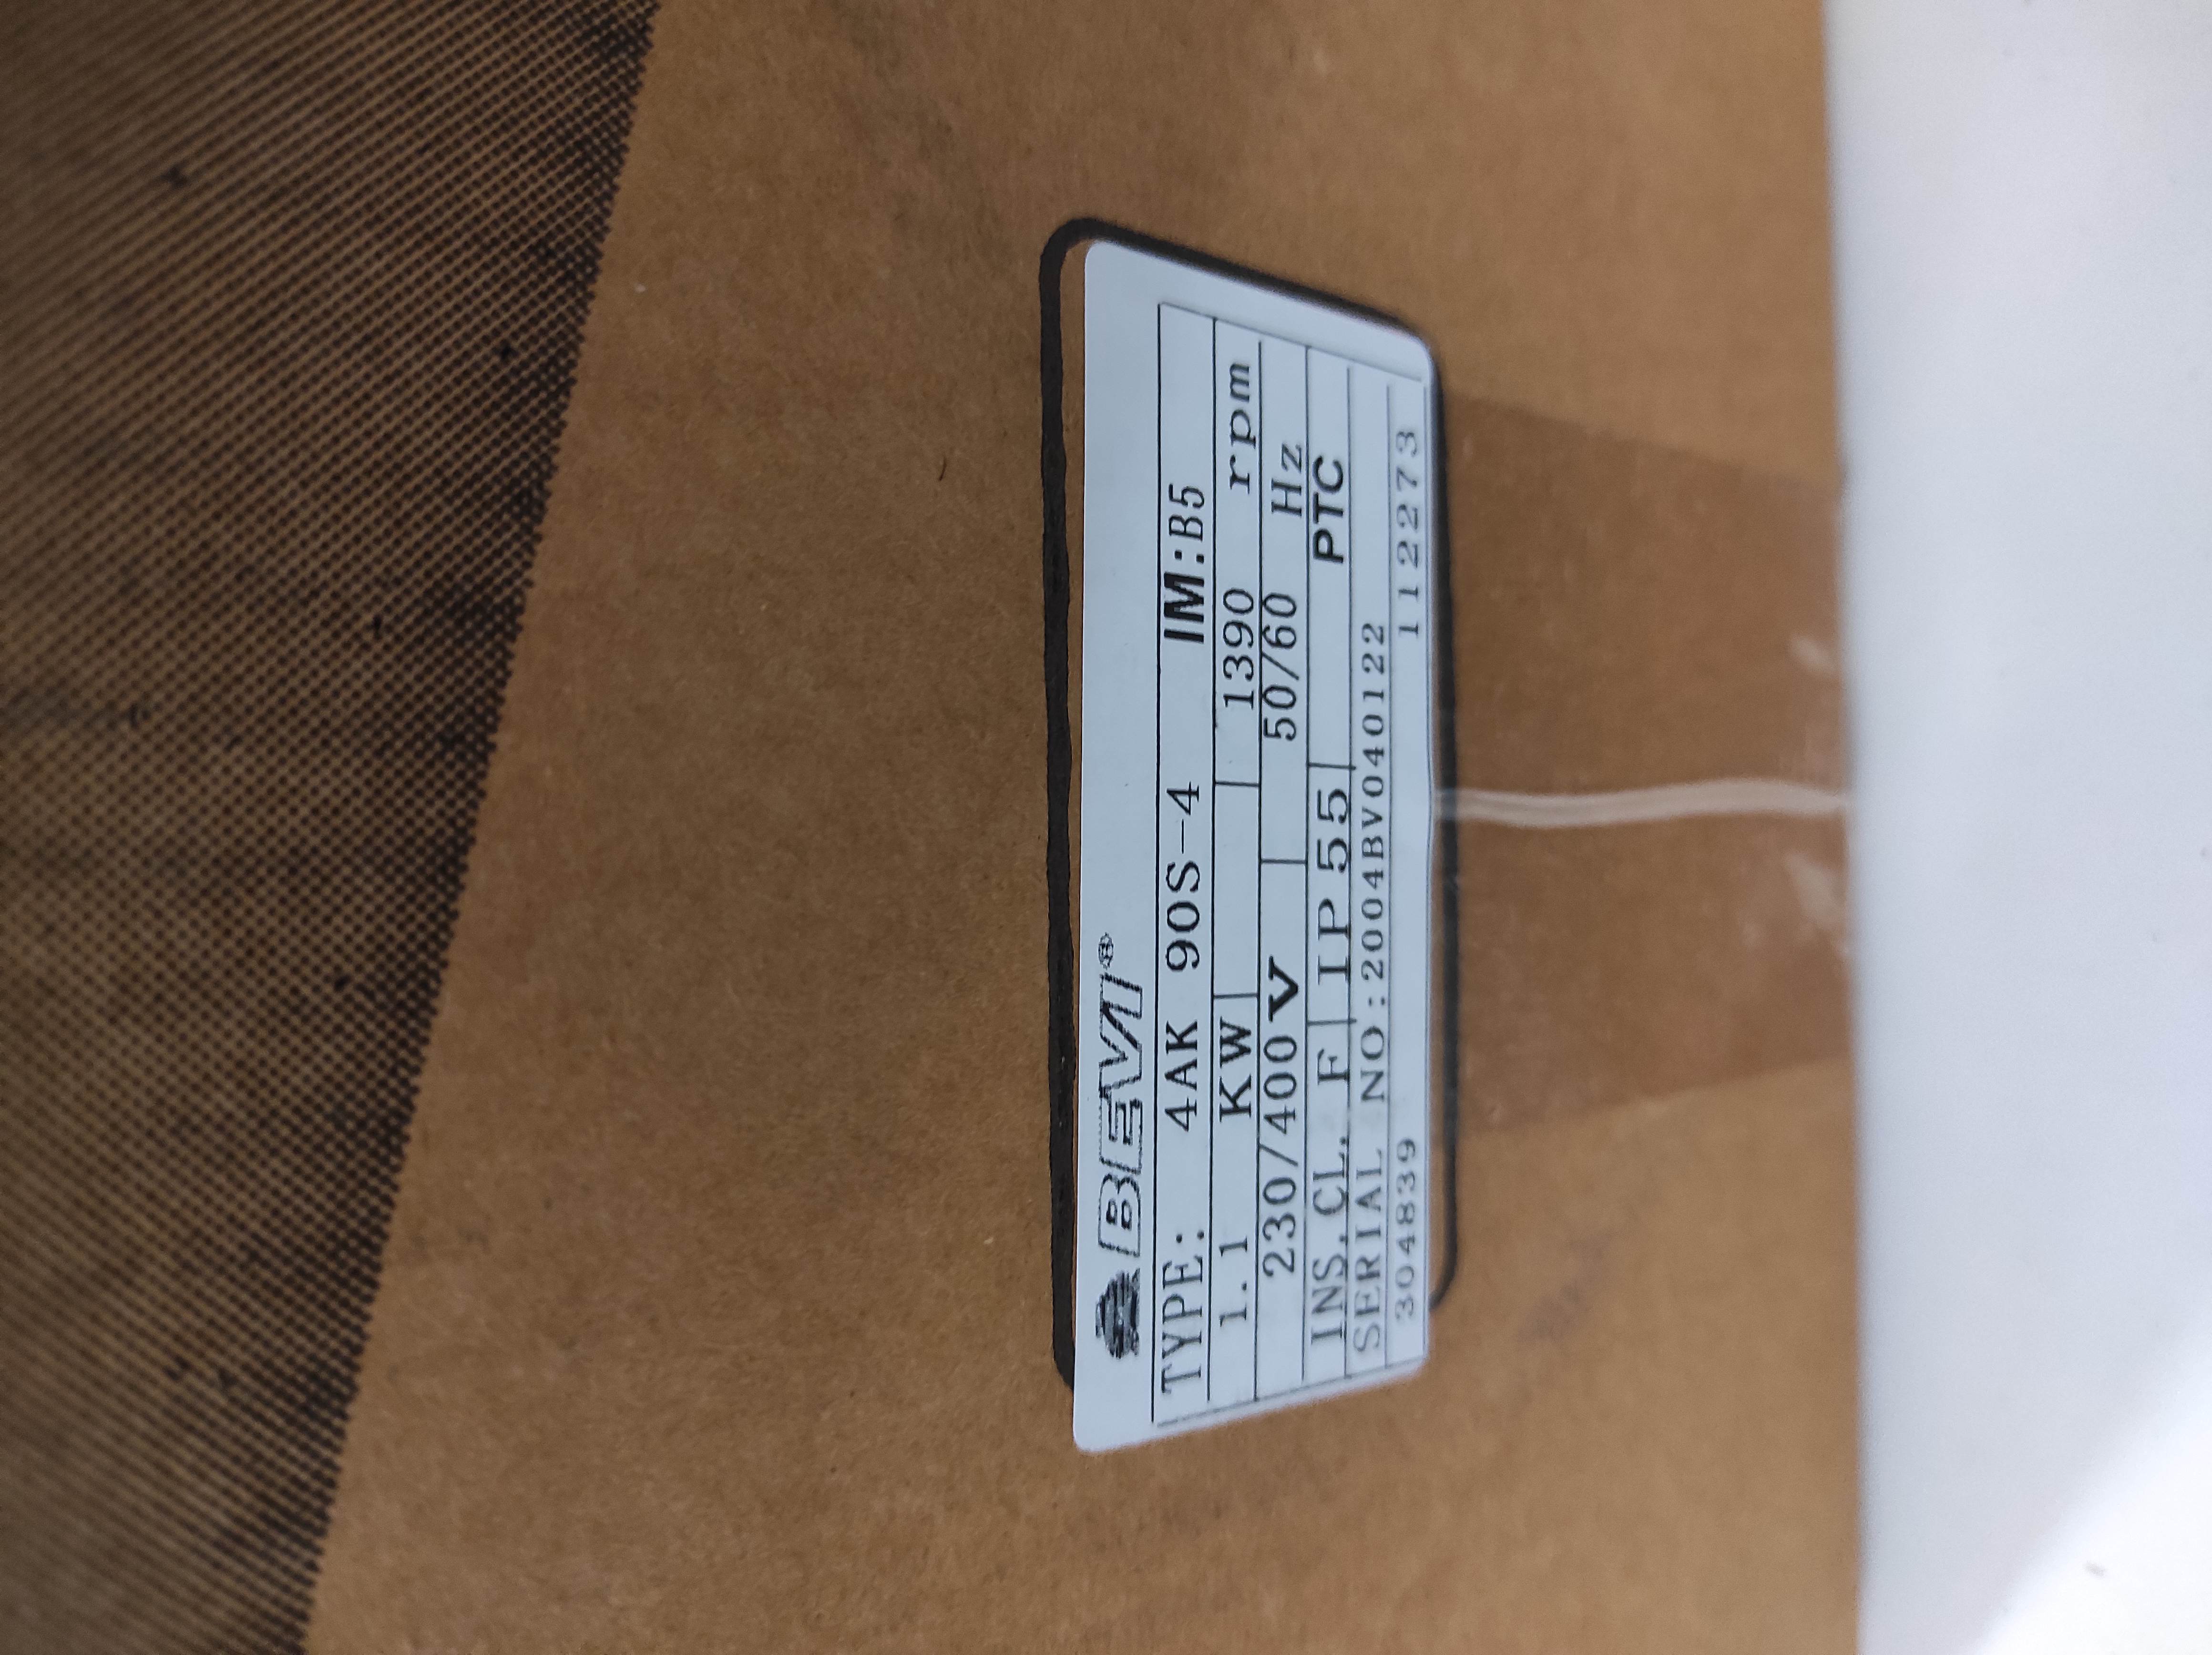 BEVI®
TYPE: 4AK 90S-4 IM:B5
1.1 KW 1390 rpm
230/400V 50/60 Hz
INS.CL. F IP 55 PTC
SERIAL NO:2004BV040122
304839 112273